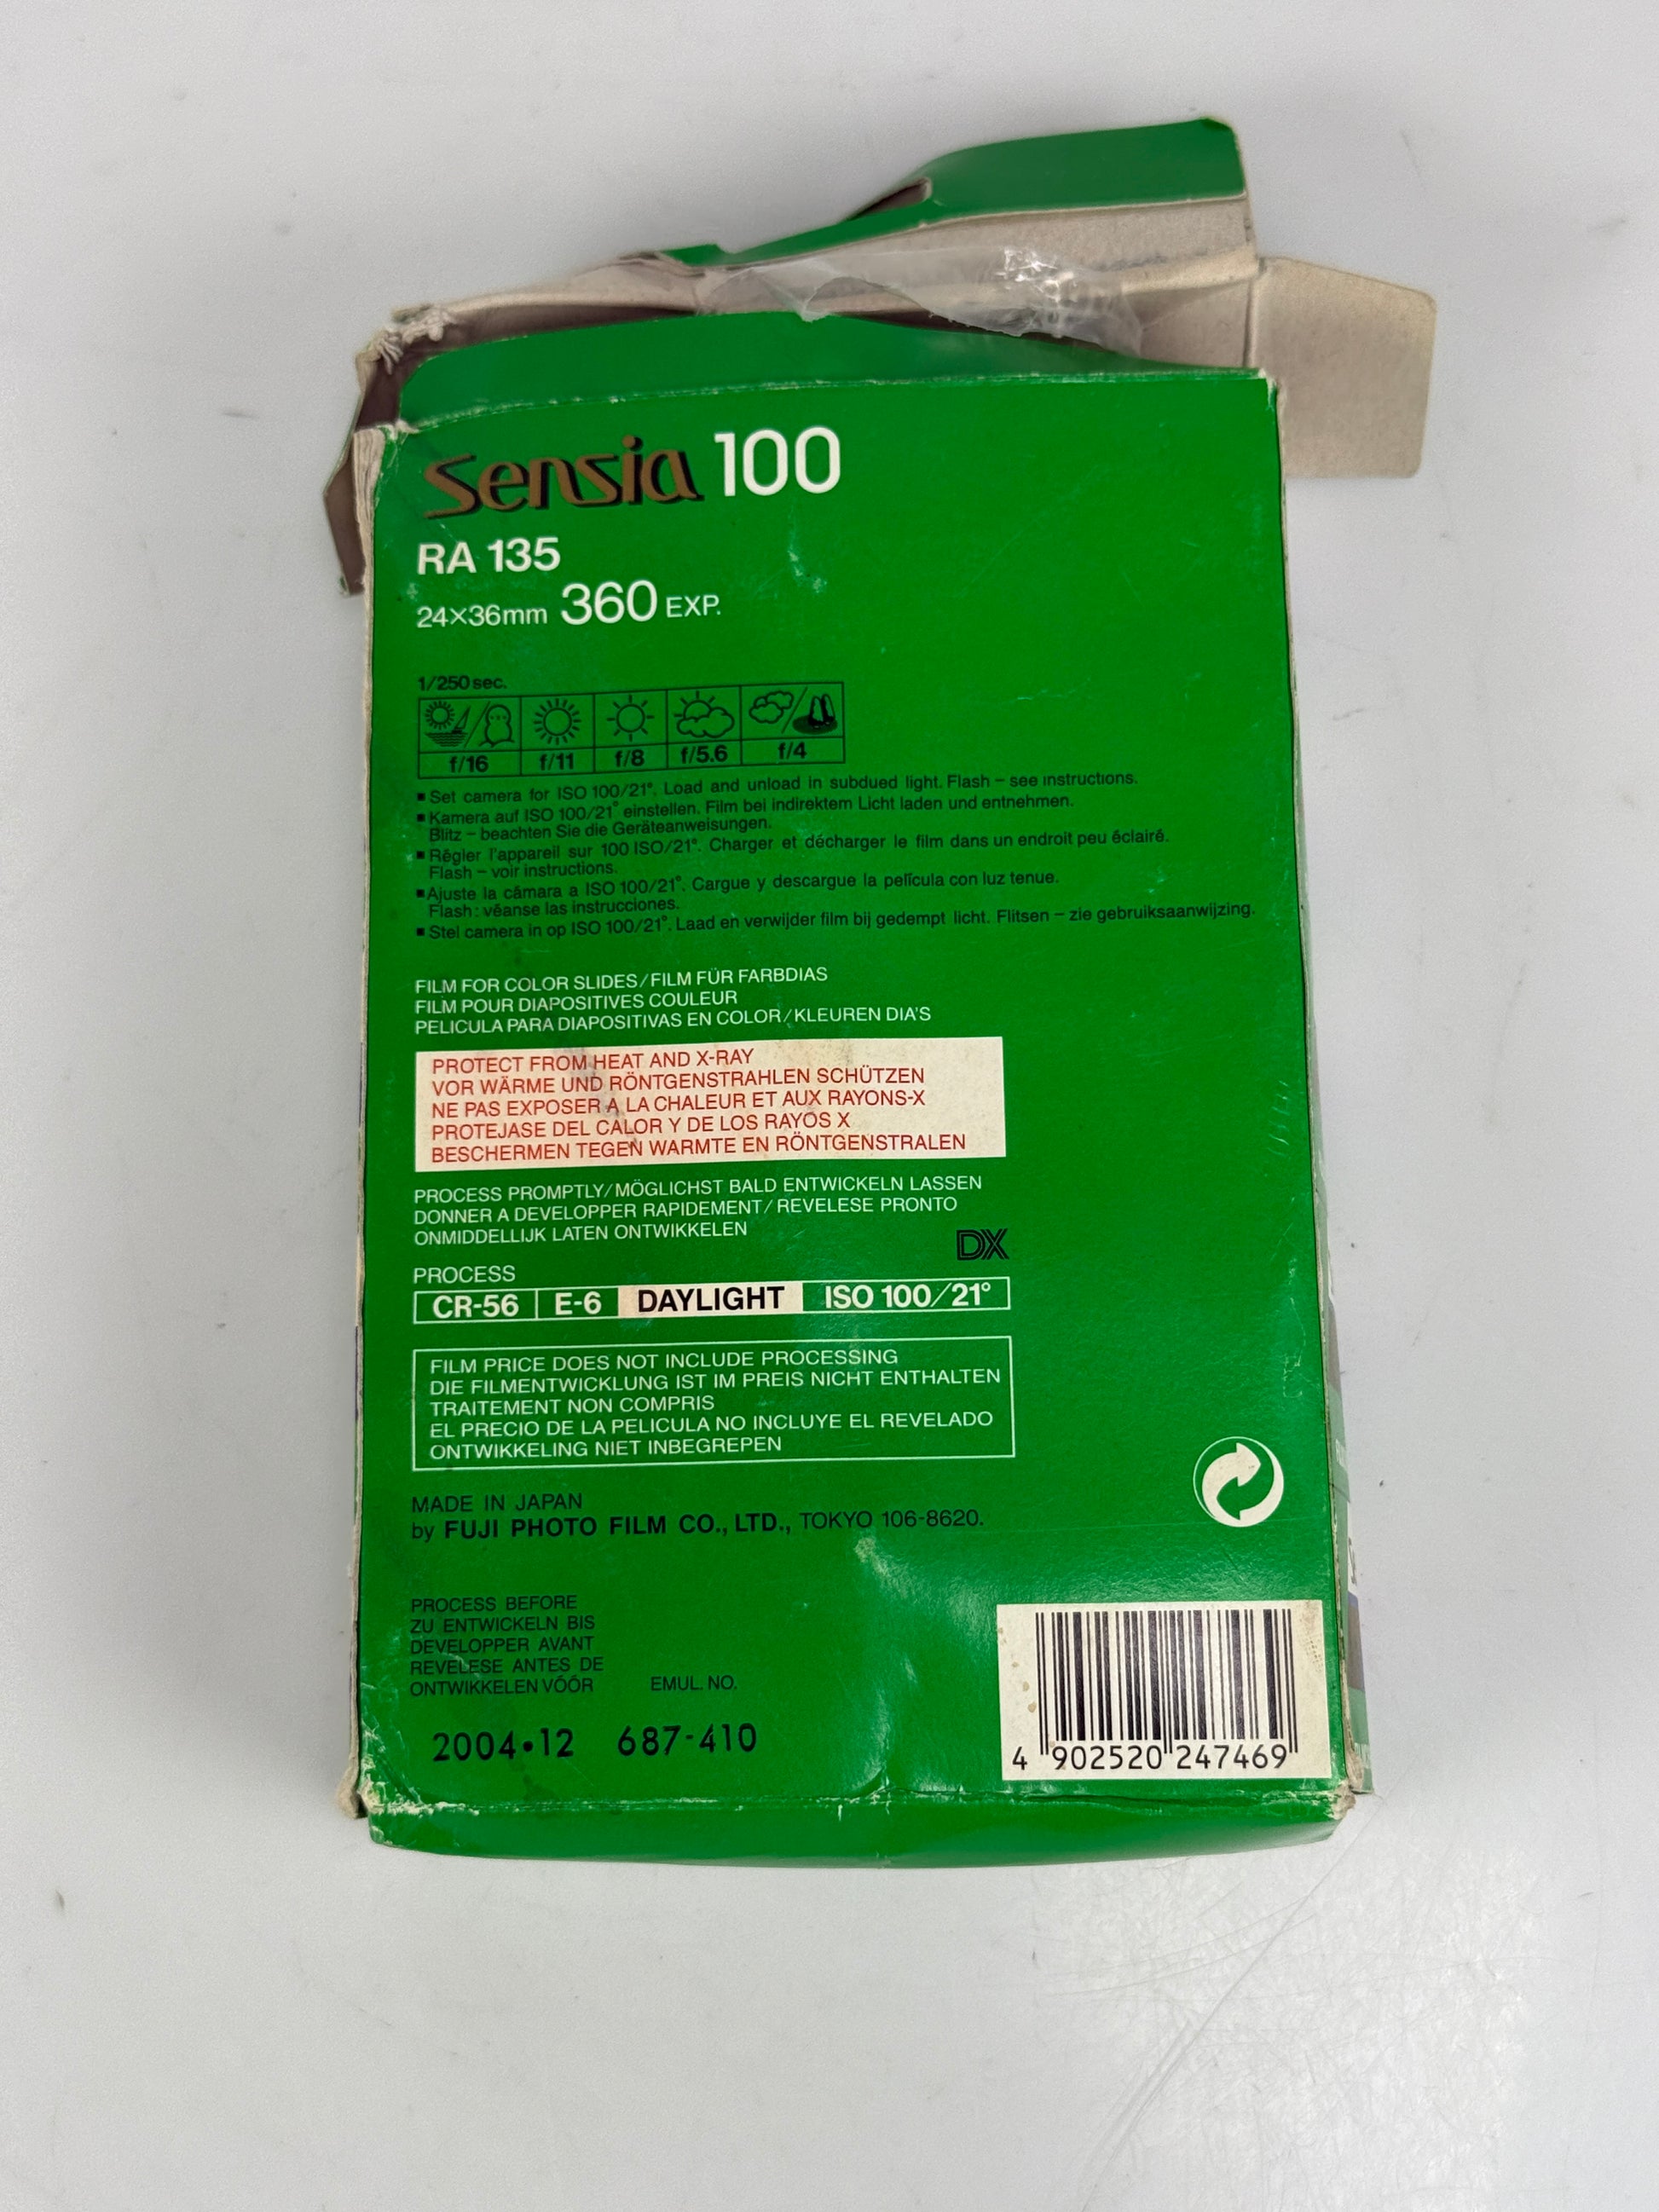 Sensia 100
RA 135
24×36mm 360 EXP.
1/250 sec.
f/16 f/11 f/8 f/5.6 f/4
▪ Set camera for ISO 100/21°. Load and unload in subdued light. Flash – see instructions.
▪ Kamera auf ISO 100/21° einstellen. Film bei indirektem Licht laden und entnehmen.
Blitz – beachten Sie die Geräteanweisungen.
▪ Régler l'appareil sur 100 ISO/21°. Charger et décharger le film dans un endroit peu éclairé.
Flash – voir instructions.
▪ Ajuste la cámara a ISO 100/21°. Cargue y descargue la película con luz tenue.
Flash: véanse las instrucciones.
▪ Stel camera in op ISO 100/21°. Laad en verwijder film bij gedempt licht. Flitsen – zie gebruiksaanwijzing.
FILM FOR COLOR SLIDES/FILM FÜR FARBDIAS
FILM POUR DIAPOSITIVES COULEUR
PELICULA PARA DIAPOSITIVAS EN COLOR/KLEUREN DIA'S
PROTECT FROM HEAT AND X-RAY
VOR WÄRME UND RÖNTGENSTRAHLEN SCHÜTZEN
NE PAS EXPOSER A LA CHALEUR ET AUX RAYONS-X
PROTEJASE DEL CALOR Y DE LOS RAYOS X
BESCHERMEN TEGEN WARMTE EN RÖNTGENSTRALEN
PROCESS PROMPTLY/MÖGLICHST BALD ENTWICKELN LASSEN
DONNER A DEVELOPPER RAPIDEMENT/REVELESE PRONTO
ONMIDDELLIJK LATEN ONTWIKKELEN
DX
PROCESS
CR-56 E-6 DAYLIGHT ISO 100/21°
FILM PRICE DOES NOT INCLUDE PROCESSING
DIE FILMENTWICKLUNG IST IM PREIS NICHT ENTHALTEN
TRAITEMENT NON COMPRIS
EL PRECIO DE LA PELICULA NO INCLUYE EL REVELADO
ONTWIKKELING NIET INBEGREPEN
MADE IN JAPAN
by FUJI PHOTO FILM CO., LTD., TOKYO 106-8620.
PROCESS BEFORE
ZU ENTWICKELN BIS
DEVELOPPER AVANT
REVELESE ANTES DE
ONTWIKKELEN VÓÓR EMUL. NO.
2004•12 687-410
4 902520 247469